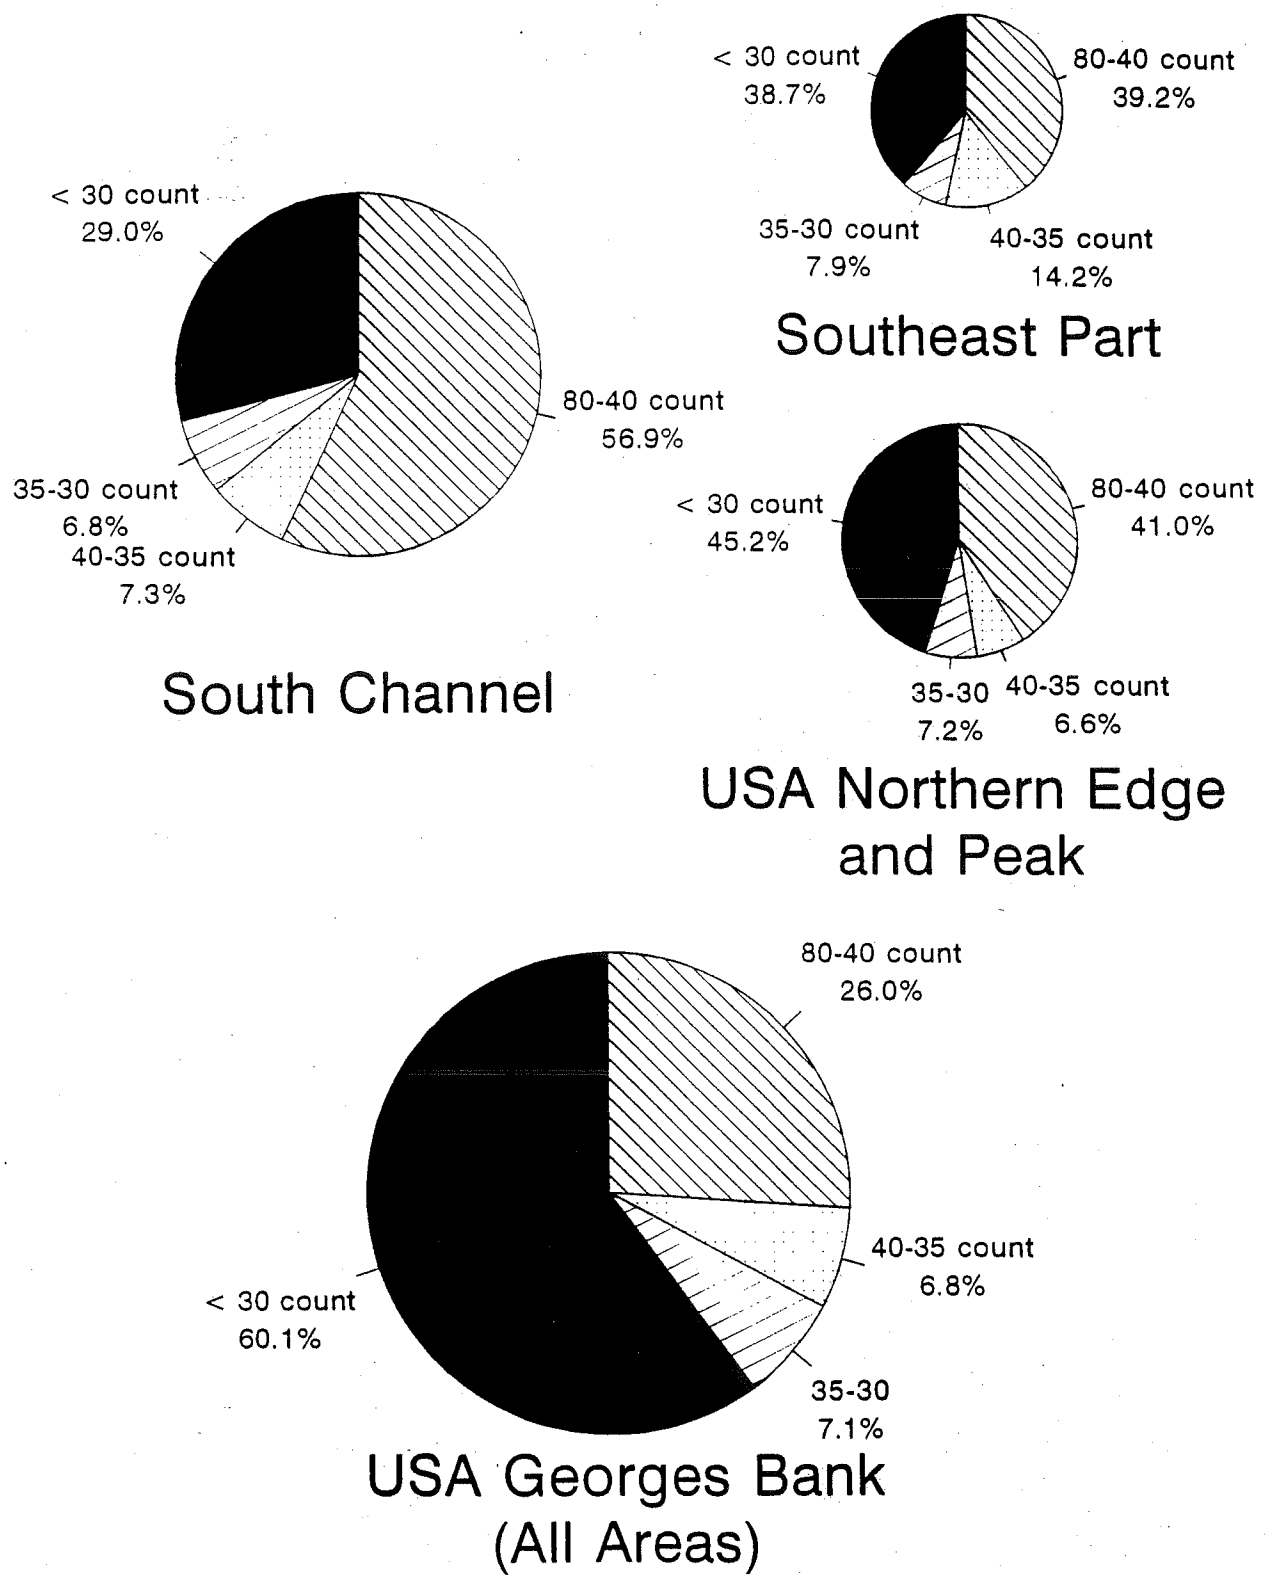 < 30 count
38.7%
80-40 count
39.2%
35-30 count
7.9%
40-35 count
14.2%
Southeast Part
< 30 count
29.0%
80-40 count
56.9%
35-30 count
6.8%
40-35 count
7.3%
South Channel
< 30 count
45.2%
80-40 count
41.0%
35-30
7.2%
40-35 count
6.6%
USA Northern Edge
and Peak
80-40 count
26.0%
40-35 count
6.8%
< 30 count
60.1%
35-30
7.1%
USA Georges Bank
(All Areas)